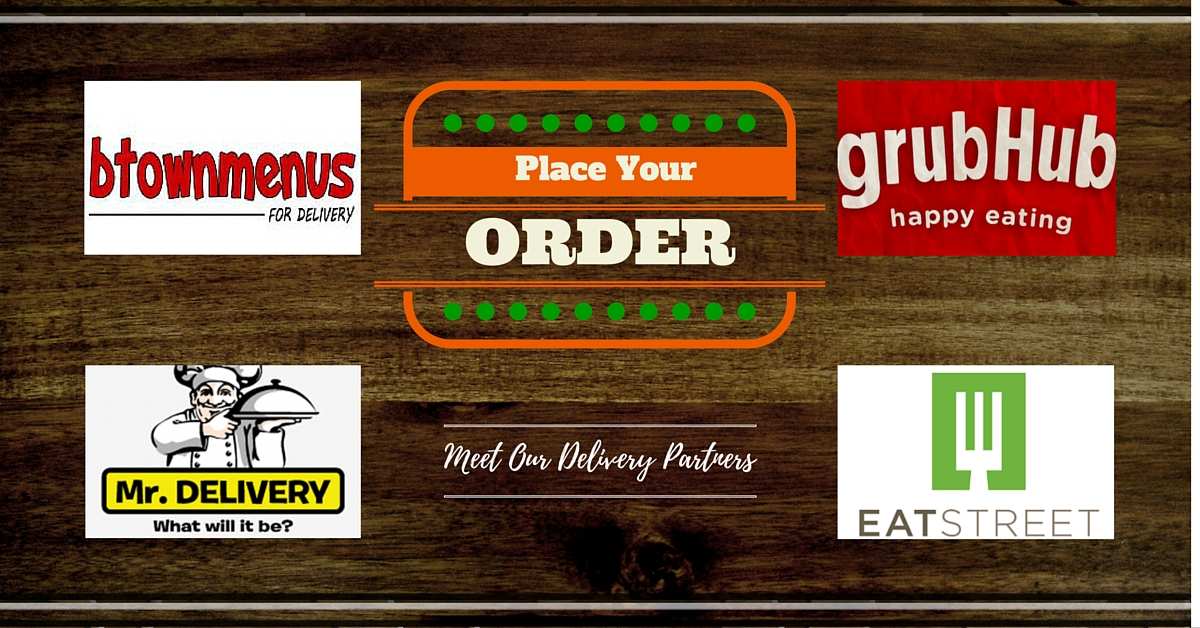 btownmenus
FOR DELIVERY
Place Your
ORDER
grubHub
happy eating
Mr. DELIVERY
What will it be?
Meet Our Delivery Partners
EATSTREET